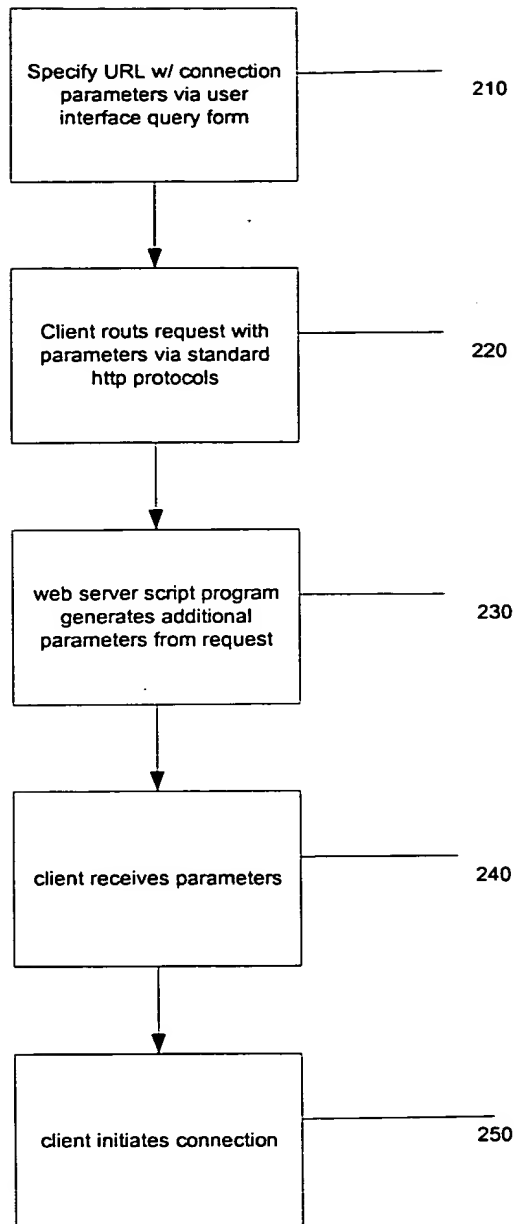 Specify URL w/ connection
parameters via user
interface query form
210
Client routs request with
parameters via standard
http protocols
220
web server script program
generates additional
parameters from request
230
client receives parameters
240
client initiates connection
250